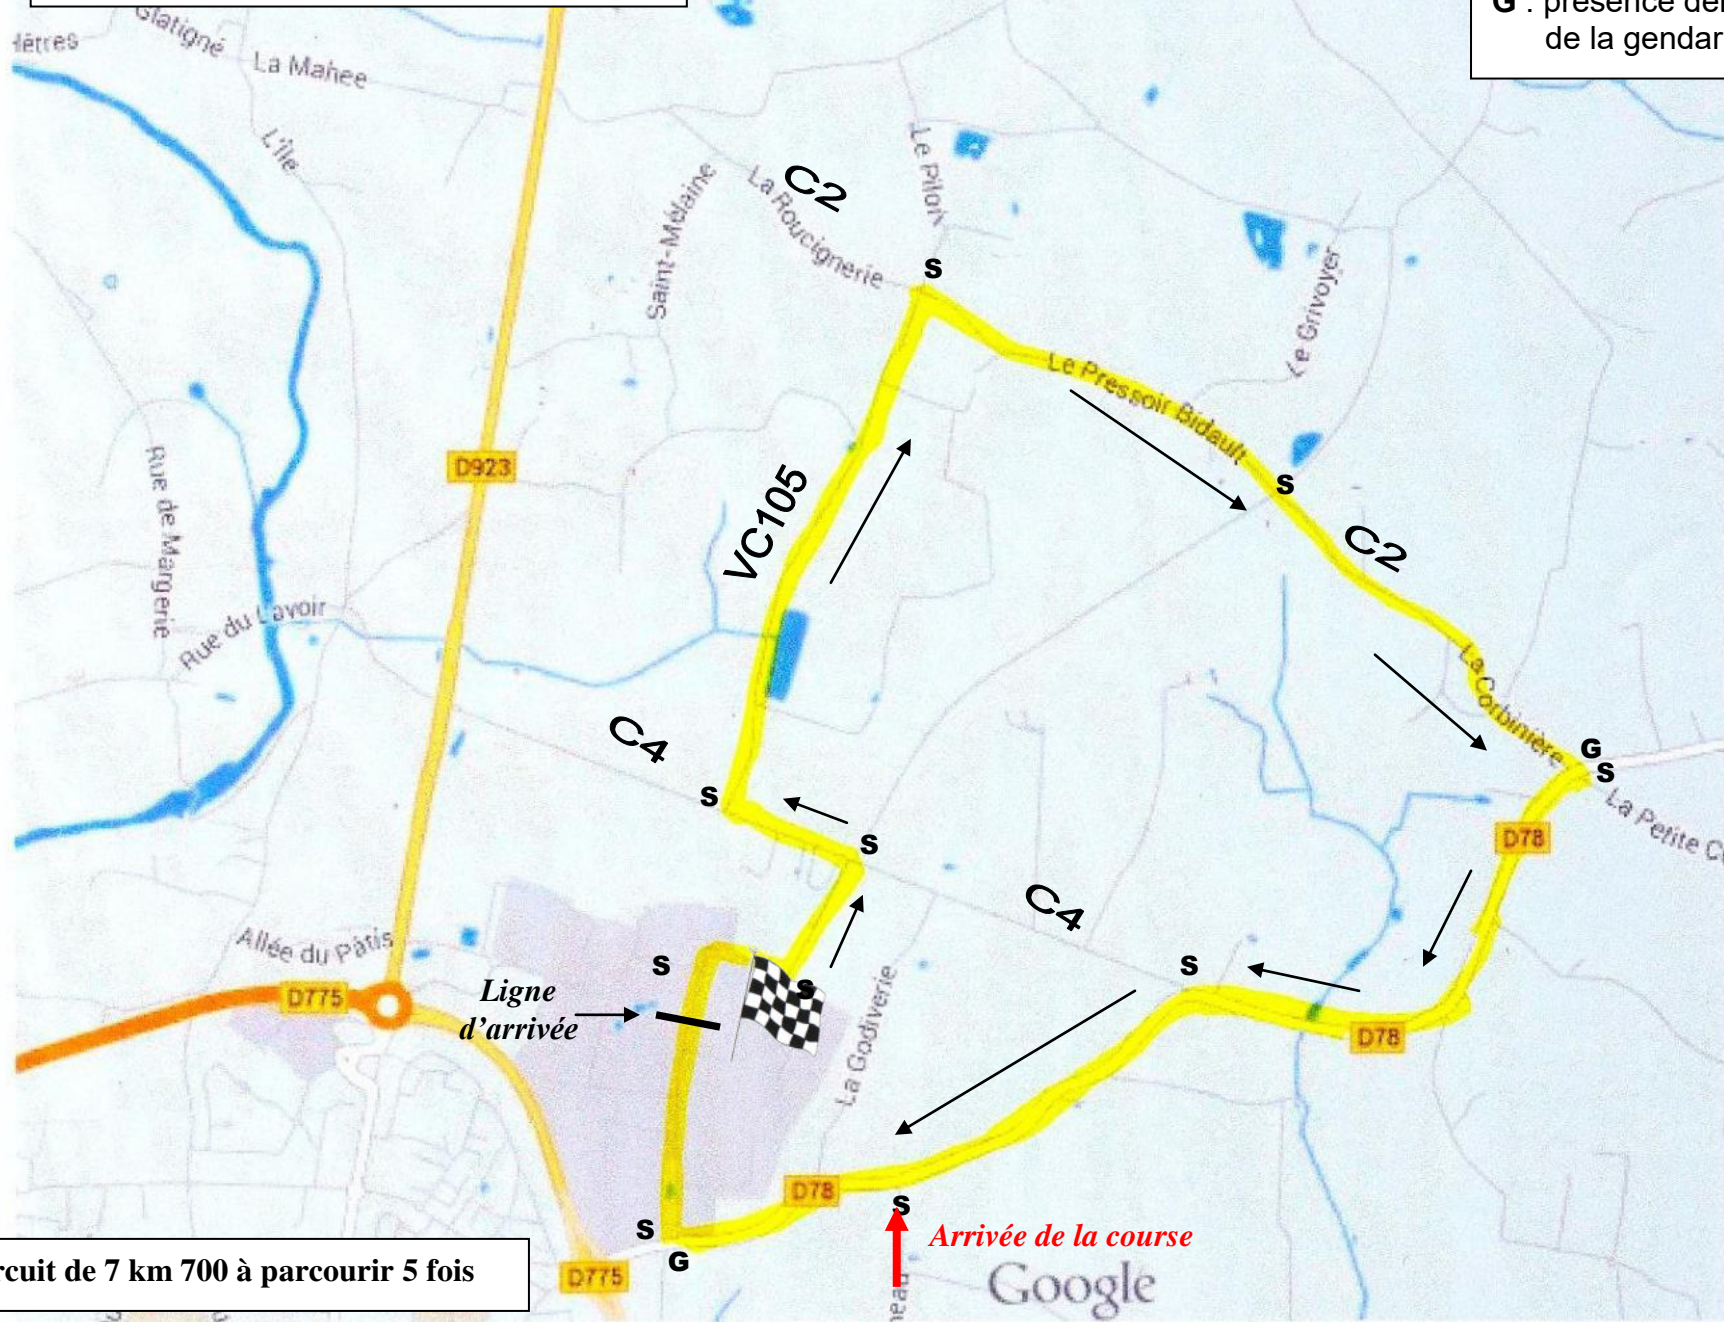 G : présence de
de la gendar
Glatigné
La Mahee
L'Île
C2
Le Pilori
La Roucignerie
Saint-Mélaine
S
Le Grivoyer
Le Pressoir Bidault
D923
VC105
S
C2
Rue de Margerie
Rue du Lavoir
La Corbinière
C4
G
S
S
La Petite
D78
S
C4
Allée du Pâtis
S
S
S
D775
Ligne
d'arrivée
La Godiverie
D78
D78
S
S
G
Arrivée de la course
rcuit de 7 km 700 à parcourir 5 fois
D775
Google
eau